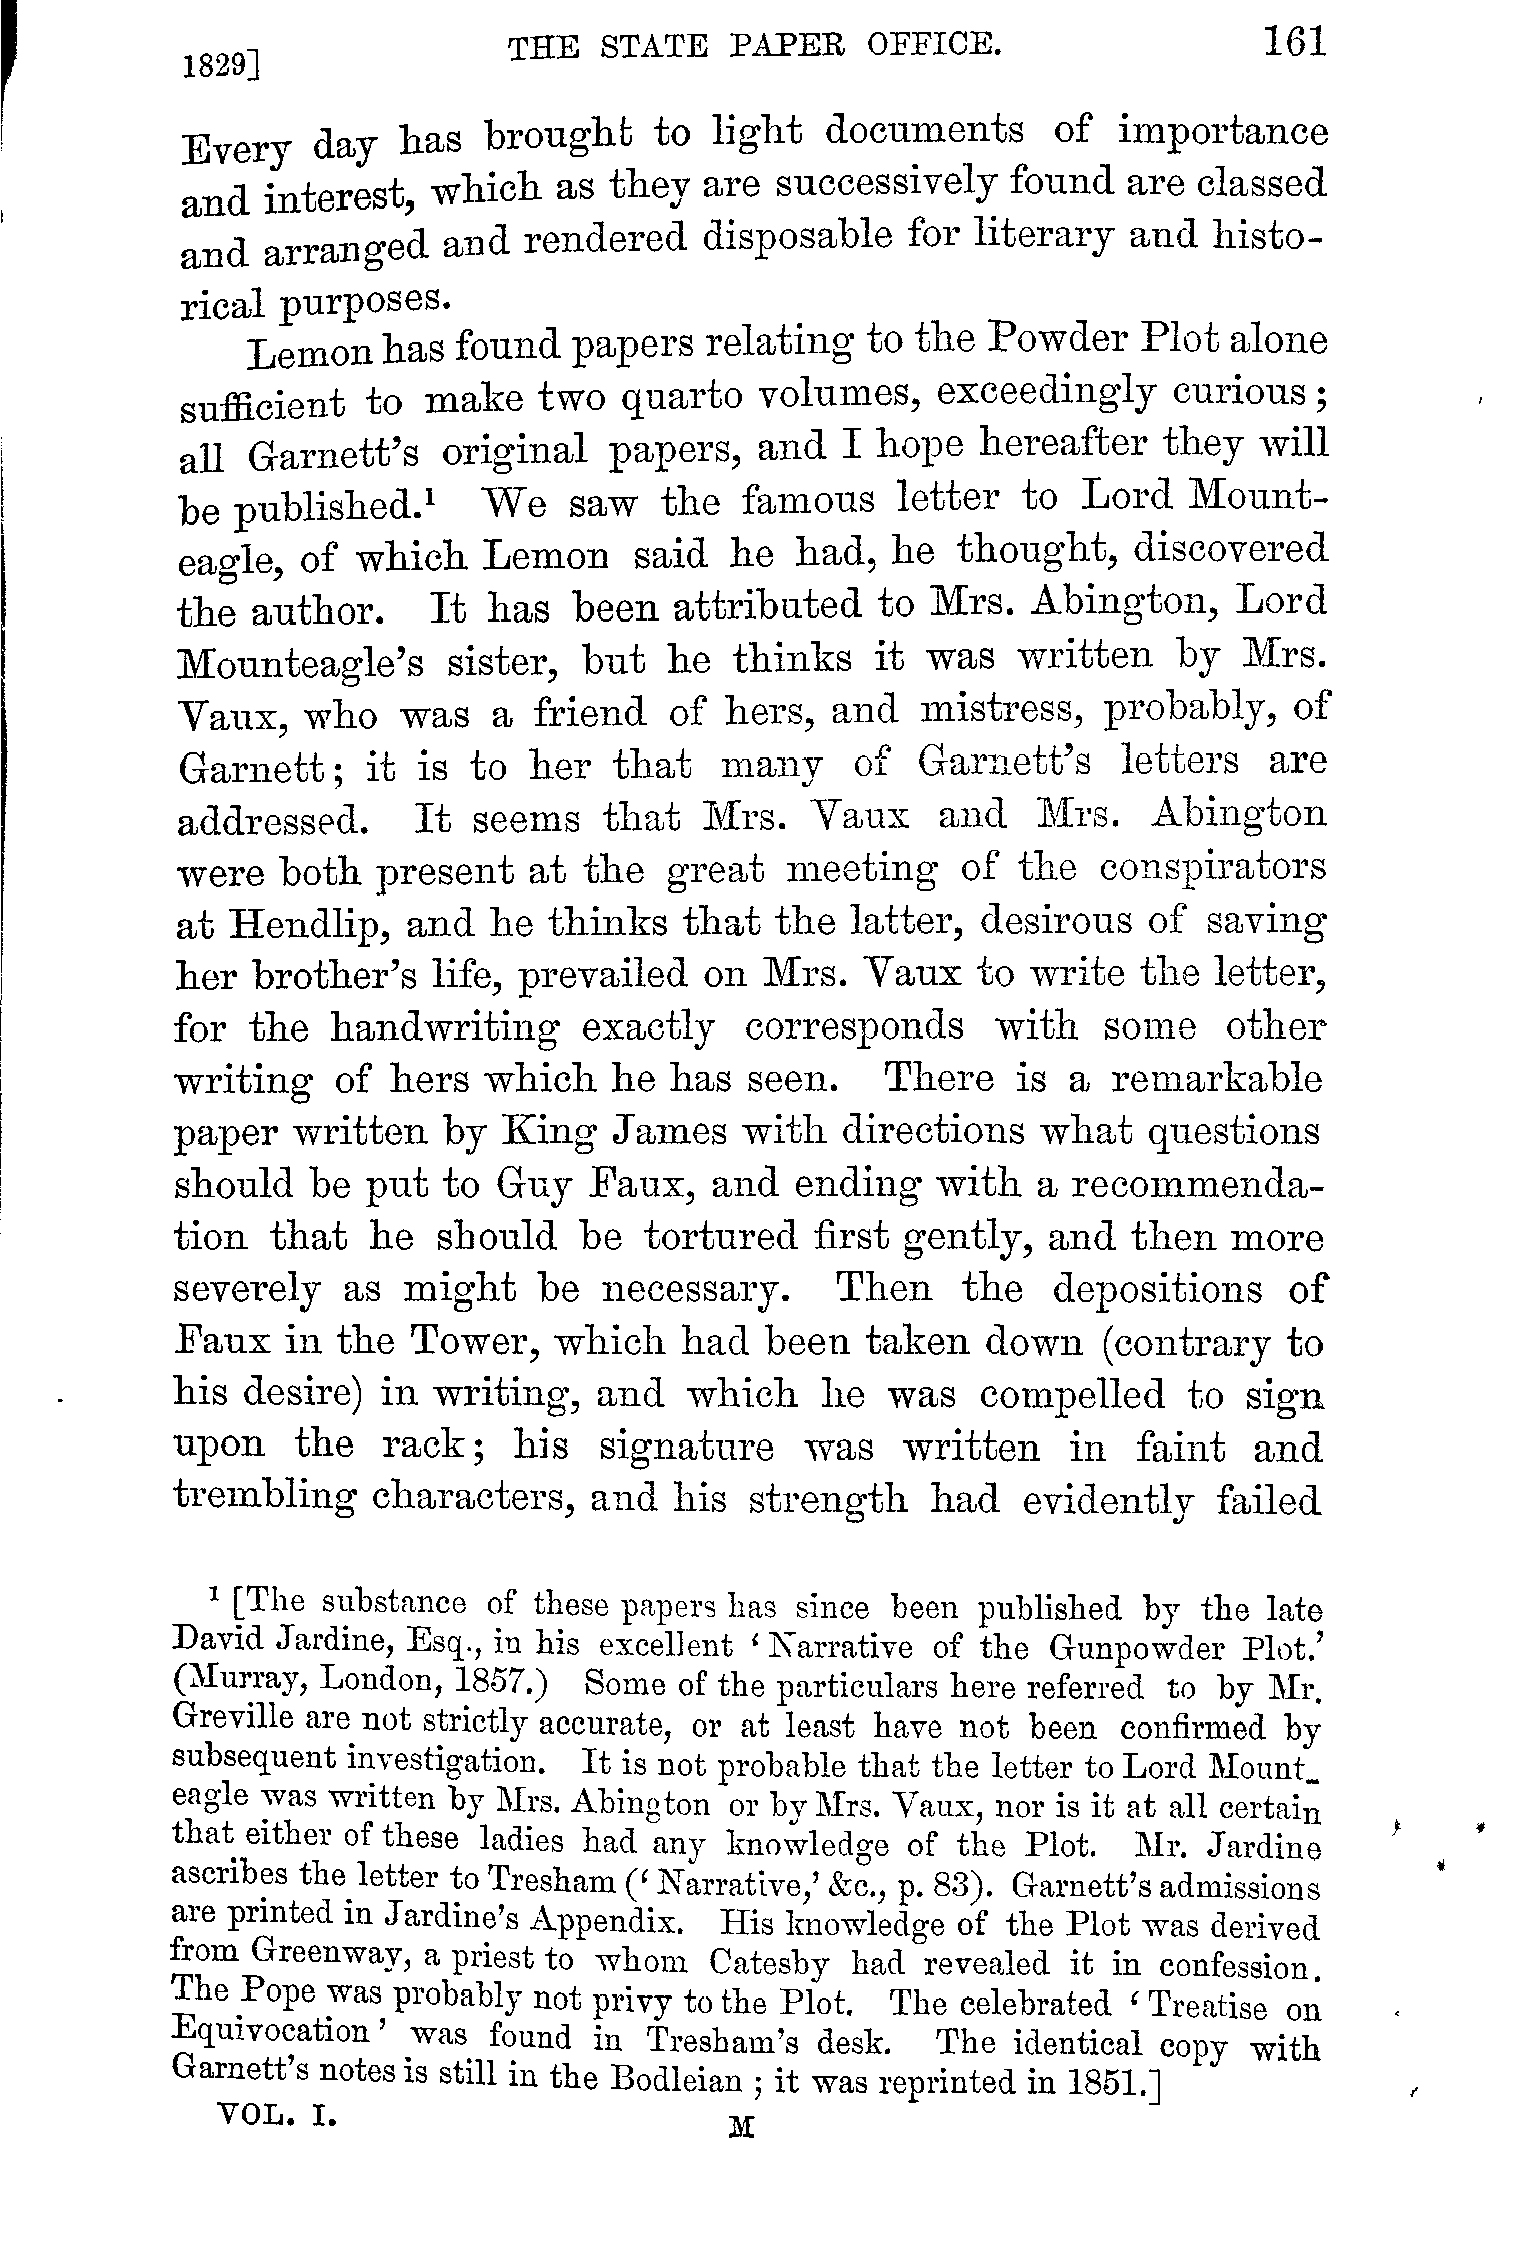 1829] THE STATE PAPER OFFICE. 161
Every day has brought to light documents of importance
and interest, which as they are successively found are classed
and arranged and rendered disposable for literary and histo-
rical purposes.
Lemon has found papers relating to the Powder Plot alone
sufficient to make two quarto volumes, exceedingly curious;
all Garnett's original papers, and I hope hereafter they will
be published.¹ We saw the famous letter to Lord Mount-
eagle, of which Lemon said he had, he thought, discovered
the author. It has been attributed to Mrs. Abington, Lord
Mounteagle's sister, but he thinks it was written by Mrs.
Vaux, who was a friend of hers, and mistress, probably, of
Garnett; it is to her that many of Garnett's letters are
addressed. It seems that Mrs. Vaux and Mrs. Abington
were both present at the great meeting of the conspirators
at Hendlip, and he thinks that the latter, desirous of saving
her brother's life, prevailed on Mrs. Vaux to write the letter,
for the handwriting exactly corresponds with some other
writing of hers which he has seen. There is a remarkable
paper written by King James with directions what questions
should be put to Guy Faux, and ending with a recommenda-
tion that he should be tortured first gently, and then more
severely as might be necessary. Then the depositions of
Faux in the Tower, which had been taken down (contrary to
his desire) in writing, and which he was compelled to sign
upon the rack; his signature was written in faint and
trembling characters, and his strength had evidently failed
¹ [The substance of these papers has since been published by the late
David Jardine, Esq., in his excellent 'Narrative of the Gunpowder Plot.'
(Murray, London, 1857.) Some of the particulars here referred to by Mr.
Greville are not strictly accurate, or at least have not been confirmed by
subsequent investigation. It is not probable that the letter to Lord Mount-
eagle was written by Mrs. Abington or by Mrs. Vaux, nor is it at all certain
that either of these ladies had any knowledge of the Plot. Mr. Jardine
ascribes the letter to Tresham ('Narrative,' &c., p. 83). Garnett's admissions
are printed in Jardine's Appendix. His knowledge of the Plot was derived
from Greenway, a priest to whom Catesby had revealed it in confession.
The Pope was probably not privy to the Plot. The celebrated 'Treatise on
Equivocation' was found in Tresham's desk. The identical copy with
Garnett's notes is still in the Bodleian; it was reprinted in 1851.]
VOL. I. M